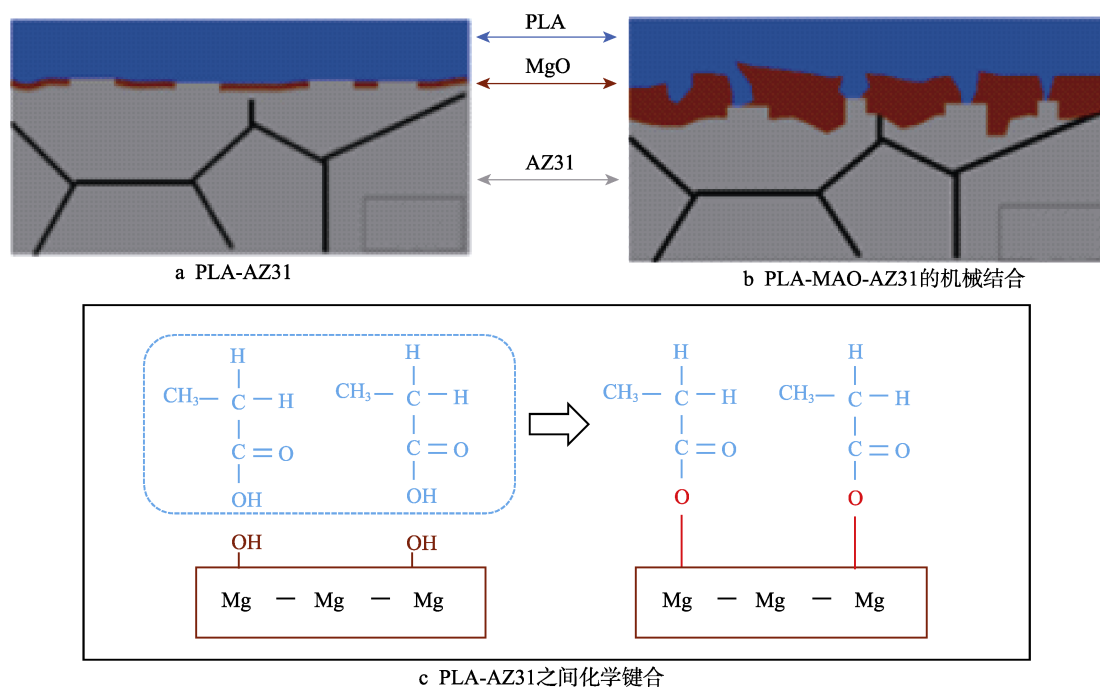 PLA
MgO
AZ31
a PLA-AZ31
b PLA-MAO-AZ31的机械结合
H H H H
CH₃— C — H CH₃— C — H CH₃— C — H CH₃— C — H
C = O C = O C = O C = O
OH OH O O
OH OH
Mg — Mg — Mg Mg — Mg — Mg
c PLA-AZ31之间化学键合